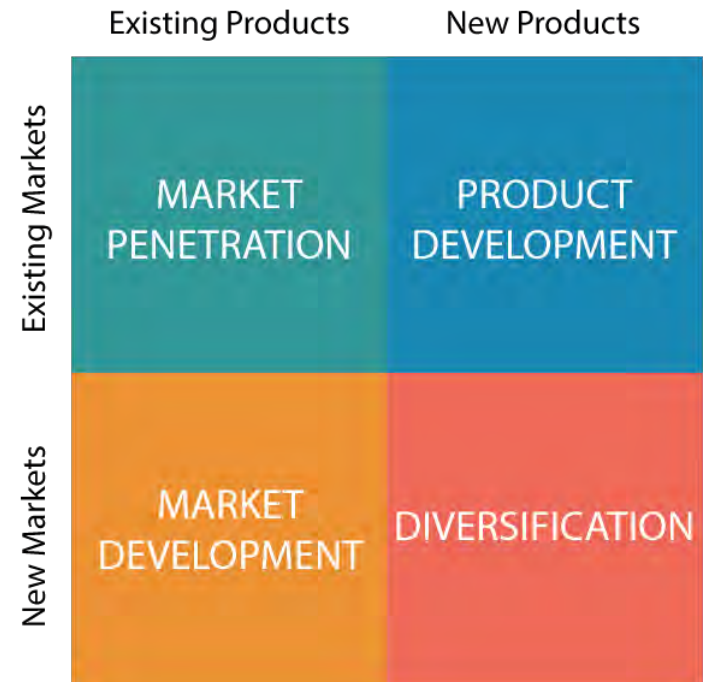 Existing Products
New Products
Existing Markets
MARKET
PENETRATION
PRODUCT
DEVELOPMENT
New Markets
MARKET
DEVELOPMENT
DIVERSIFICATION